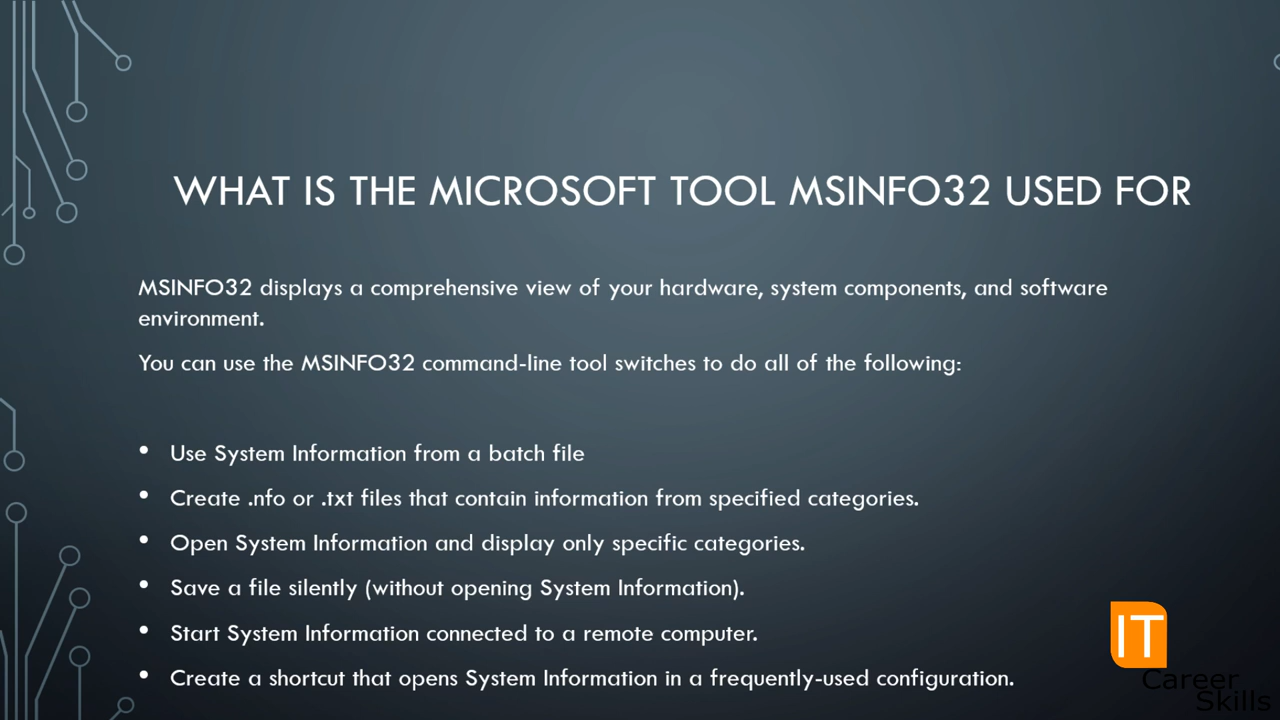 WHAT IS THE MICROSOFT TOOL MSINFO32 USED FOR
MSINFO32 displays a comprehensive view of your hardware, system components, and software
environment.
You can use the MSINFO32 command-line tool switches to do all of the following:
• Use System Information from a batch file
• Create .nfo or .txt files that contain information from specified categories.
• Open System Information and display only specific categories.
• Save a file silently (without opening System Information).
• Start System Information connected to a remote computer.
• Create a shortcut that opens System Information in a frequently-used configuration.
IT
Career
Skills